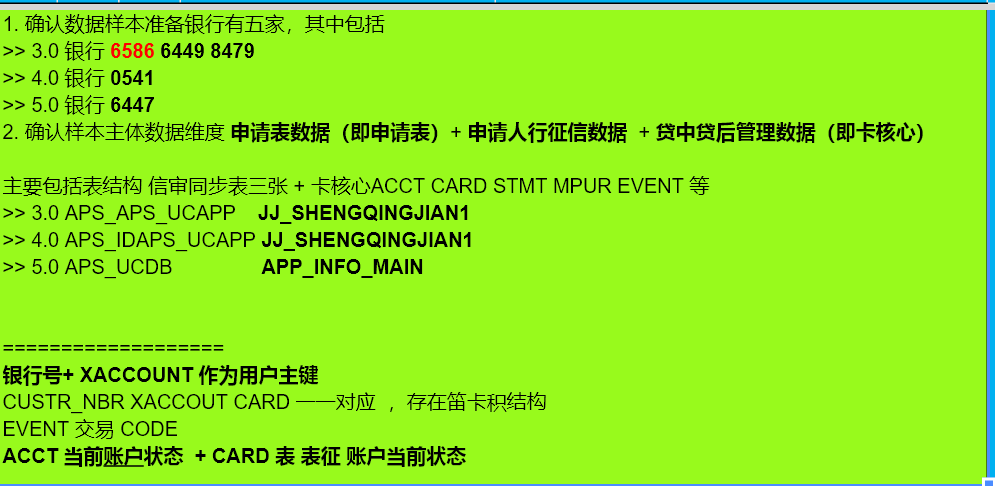 1. 确认数据样本准备银行有五家，其中包括
>> 3.0 银行 6586 6449 8479
>> 4.0 银行 0541
>> 5.0 银行 6447
2. 确认样本主体数据维度 申请表数据（即申请表）+ 申请人行征信数据 + 贷中贷后管理数据（即卡核心）
主要包括表结构 信审同步表三张 + 卡核心ACCT CARD STMT MPUR EVENT 等
>> 3.0 APS_APS_UCAPP JJ_SHENGQINGJIAN1
>> 4.0 APS_IDAPS_UCAPP JJ_SHENGQINGJIAN1
>> 5.0 APS_UCDB APP_INFO_MAIN
===================
银行号+ XACCOUNT 作为用户主键
CUSTR_NBR XACCOUT CARD 一一对应 ，存在笛卡积结构
EVENT 交易 CODE
ACCT 当前账户状态 + CARD 表 表征 账户当前状态